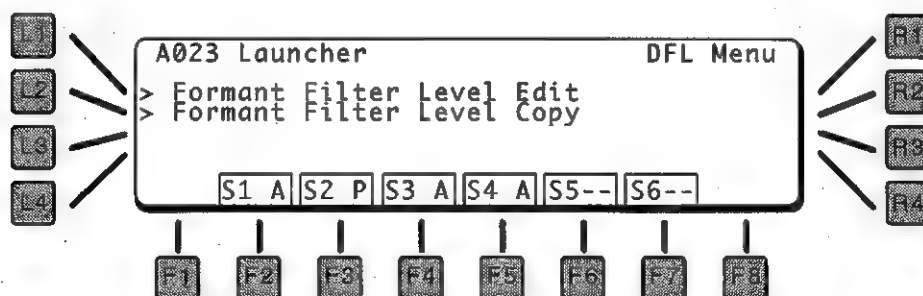 L1
R1
A023 Launcher DFL Menu
L2
> Formant Filter Level Edit
R2
> Formant Filter Level Copy
L3
R3
L4
S1 A S2 P S3 A S4 A S5-- S6--
R4
F1 F2 F3 F4 F5 F6 F7 F8